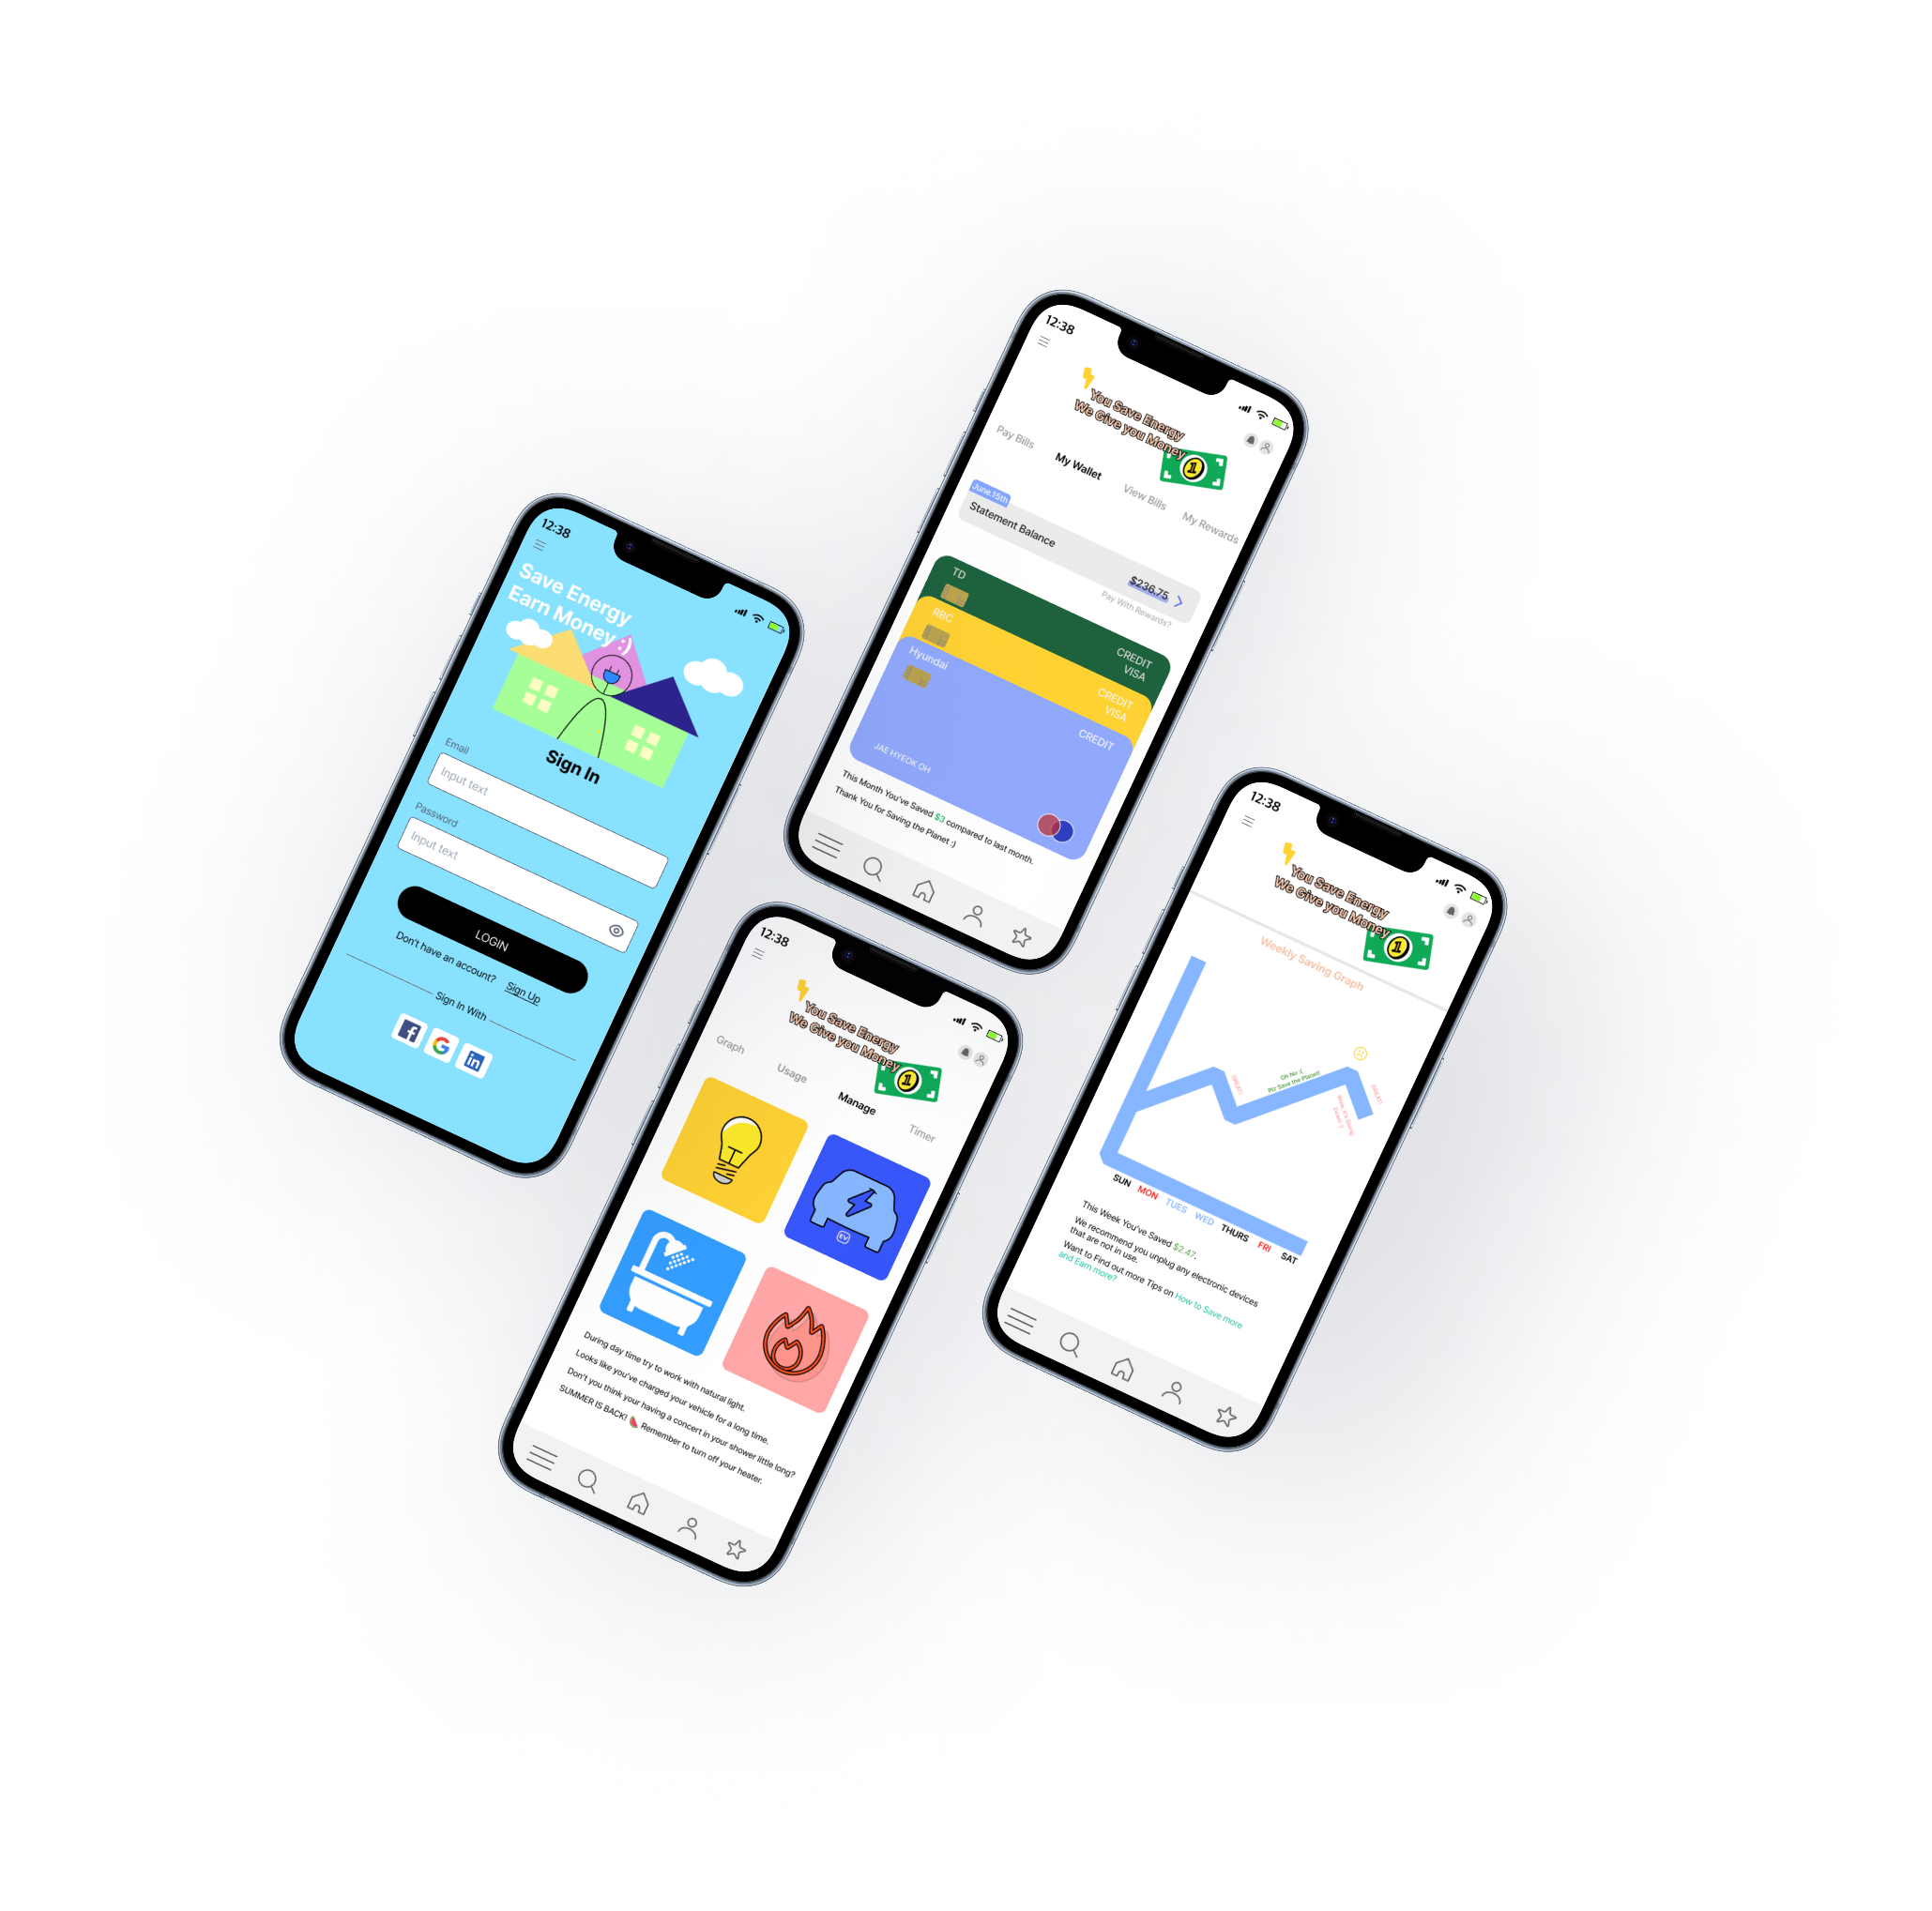 12:38
Save Energy
Earn Money :)
Sign In
Email
Input text
Password
Input text
LOGIN
Don't have an account? Sign Up
Sign In With
12:38
You Save Energy
We Give you Money
1
Pay Bills My Wallet View Bills My Rewards
June.15th
Statement Balance
$236.75
Pay With Rewards?
TD
CREDIT
VISA
RBC
CREDIT
VISA
Hyundai
CREDIT
JAE HYEOK OH
This Month You've Saved $3 compared to last month.
Thank You for Saving the Planet :)
12:38
You Save Energy
We Give you Money
1
Graph Usage Manage Timer
EV
During day time try to work with natural light.
Looks like you've charged your vehicle for a long time.
Don't you think your having a concert in your shower little long?
SUMMER IS BACK! 🍉 Remember to turn off your heater.
12:38
You Save Energy
We Give you Money
1
Weekly Saving Graph
GREAT!
Oh No :(
Plz Save the Planet!
Wow, It's Going
Down :)
GREAT!
SUN MON TUES WED THURS FRI SAT
This Week You've Saved $2.47.
We recommend you unplug any electronic devices
that are not in use.
Want to Find out more Tips on How to Save more
and Earn more?